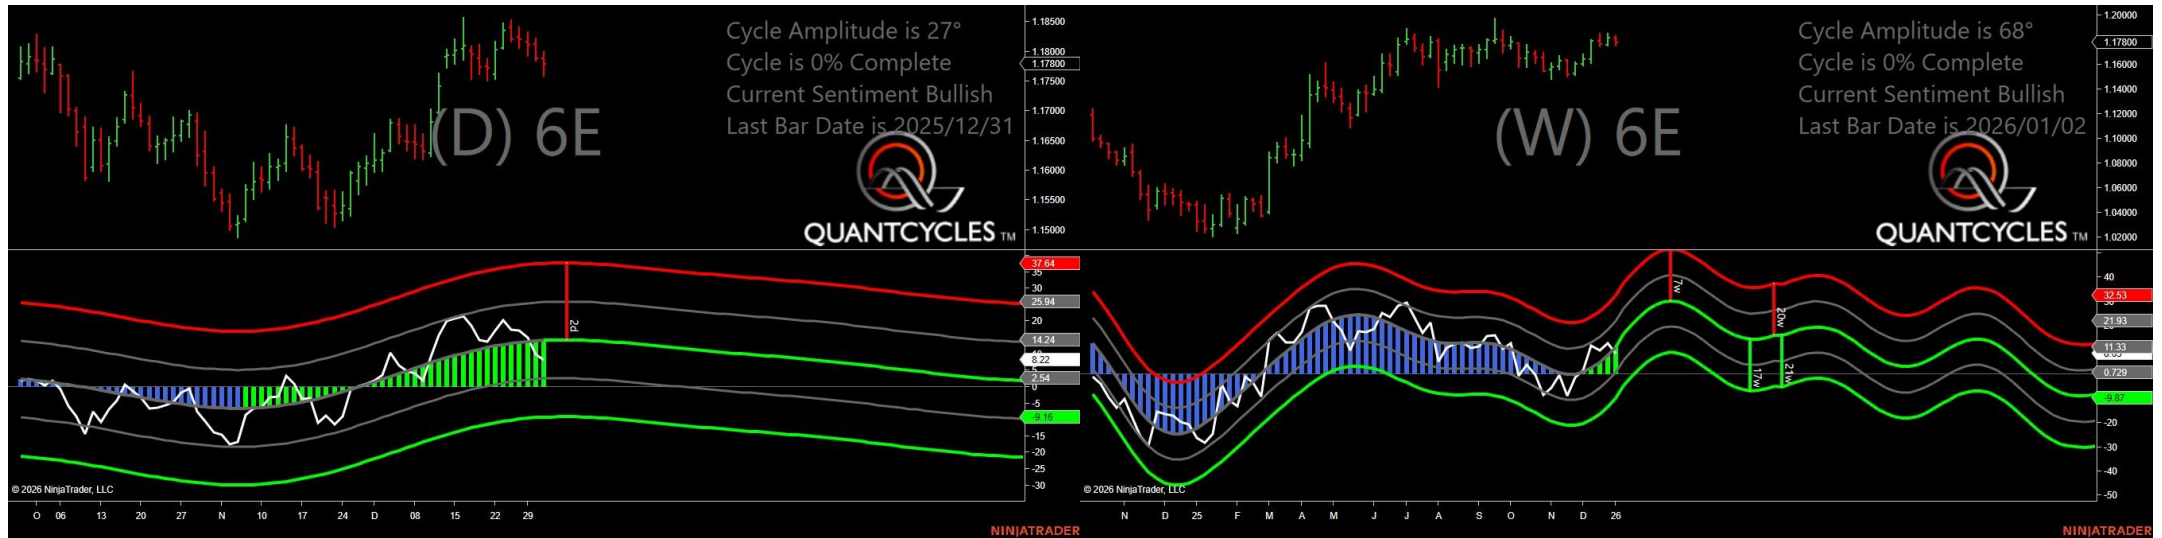 Cycle Amplitude is 27°
Cycle is 0% Complete
Current Sentiment Bullish
Last Bar Date is 2025/12/31
(D) 6E
QUANTCYCLES TM
1.18500
1.18000
1.17800
1.17500
1.17000
1.16500
1.16000
1.15500
1.15000
37.64
35
30
25.94
20
14.24
8.22
2.54
0
-5
-9.16
-15
-20
-25
-30
2d
© 2026 NinjaTrader, LLC
O 06 13 20 27 N 10 17 24 D 08 15 22 29
NINJATRADER
Cycle Amplitude is 68°
Cycle is 0% Complete
Current Sentiment Bullish
Last Bar Date is 2026/01/02
(W) 6E
QUANTCYCLES TM
1.20000
1.17800
1.16000
1.14000
1.12000
1.10000
1.08000
1.06000
1.04000
1.02000
40
32.53
21.93
11.33
0.729
-9.87
-20
-30
-40
-50
7w
20w
17w
21w
© 2026 NinjaTrader, LLC
N D 25 F M A M J J A S O N D 26
NINJATRADER